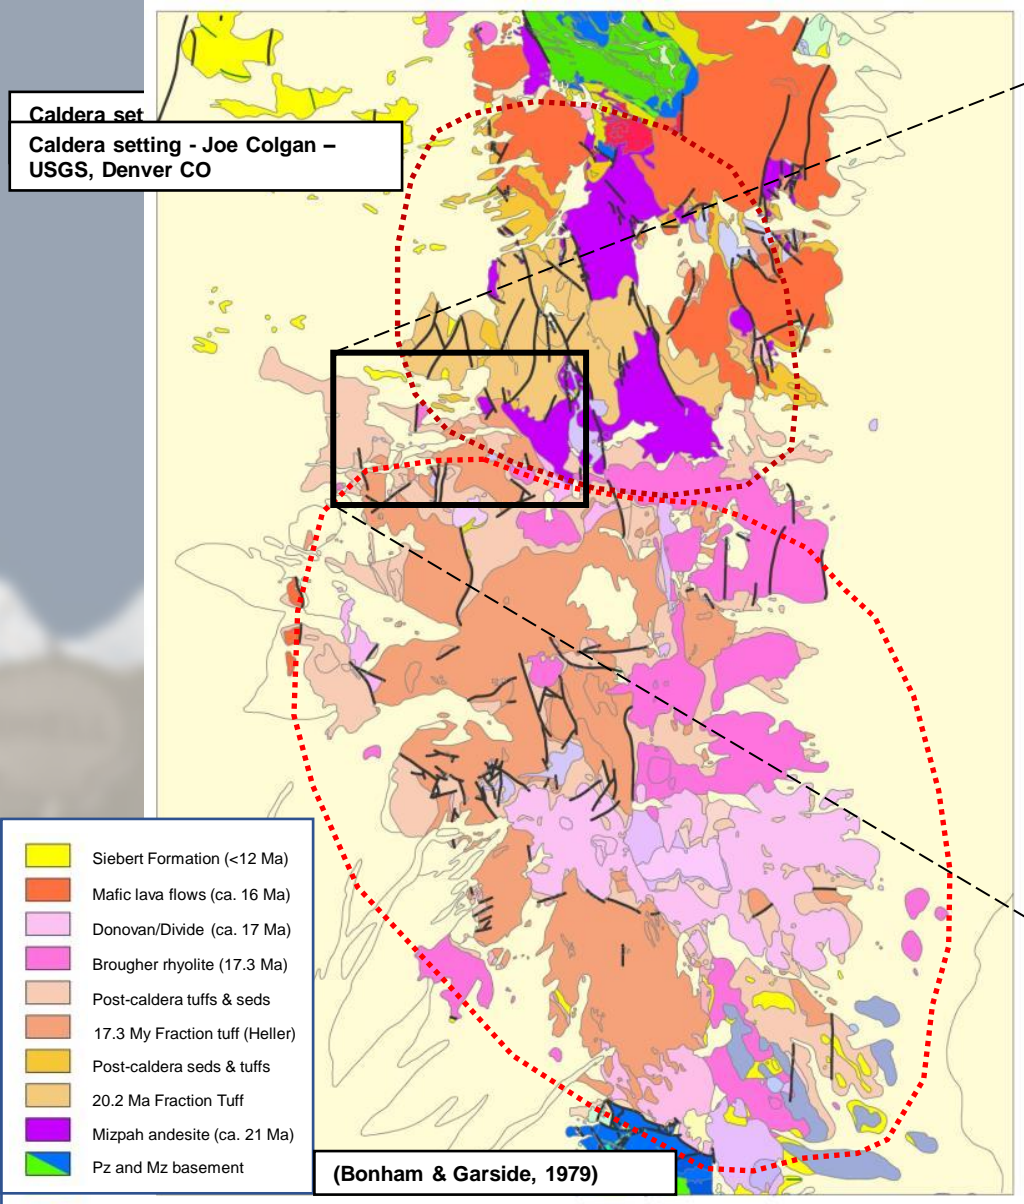 Caldera set
Caldera setting - Joe Colgan –
USGS, Denver CO
Siebert Formation (<12 Ma)
Mafic lava flows (ca. 16 Ma)
Donovan/Divide (ca. 17 Ma)
Brougher rhyolite (17.3 Ma)
Post-caldera tuffs & seds
17.3 My Fraction tuff (Heller)
Post-caldera seds & tuffs
20.2 Ma Fraction Tuff
Mizpah andesite (ca. 21 Ma)
Pz and Mz basement
(Bonham & Garside, 1979)